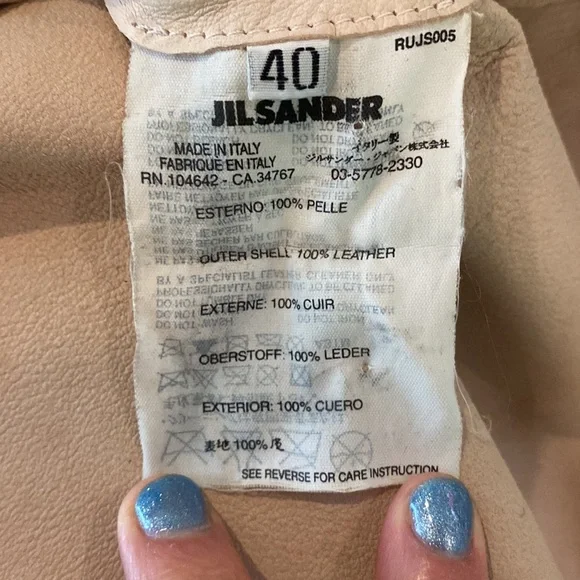 RUJS005
40
JIL SANDER
MADE IN ITALY
FABRIQUE EN ITALY
RN.104642 - CA.34767
イタリー製
ジルサンダー・ジャパン株式会社
03-5778-2330
ESTERNO: 100% PELLE
OUTER SHELL: 100% LEATHER
EXTERNE: 100% CUIR
OBERSTOFF: 100% LEDER
EXTERIOR: 100% CUERO
表地 100% 皮
SEE REVERSE FOR CARE INSTRUCTION